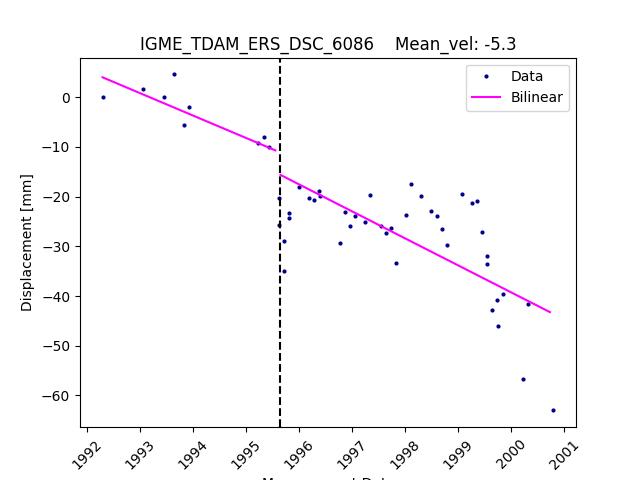 IGME_TDAM_ERS_DSC_6086 Mean_vel: -5.3
Data
Bilinear
Displacement [mm]
0
−10
−20
−30
−40
−50
−60
1992 1993 1994 1995 1996 1997 1998 1999 2000 2001